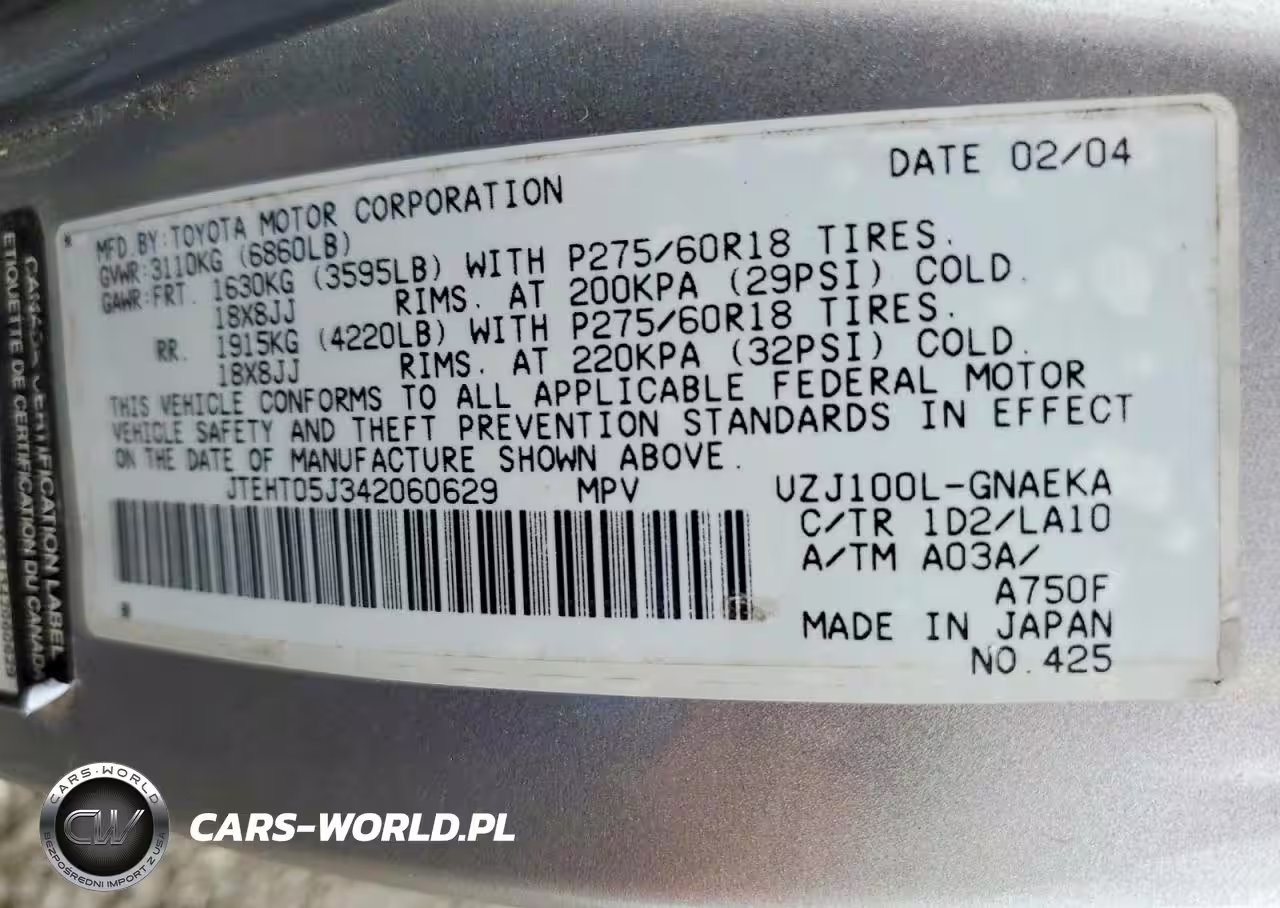 DATE 02/04
MFD.BY:TOYOTA MOTOR CORPORATION
GVWR:3110KG (6860LB)
GAWR:FRT. 1630KG (3595LB) WITH P275/60R18 TIRES.
18X8JJ RIMS. AT 200KPA (29PSI) COLD.
RR. 1915KG (4220LB) WITH P275/60R18 TIRES.
18X8JJ RIMS. AT 220KPA (32PSI) COLD.
THIS VEHICLE CONFORMS TO ALL APPLICABLE FEDERAL MOTOR
VEHICLE SAFETY AND THEFT PREVENTION STANDARDS IN EFFECT
ON THE DATE OF MANUFACTURE SHOWN ABOVE.
JTEHT05J342060629 MPV UZJ100L-GNAEKA
C/TR 1D2/LA10
A/TM A03A/
A750F
MADE IN JAPAN
NO.425
CERTIFICATION LABEL
ETIQUETTE DE CERTIFICATION DU CANADA
CARS-WORLD
CW
BEZPOŚREDNI IMPORT Z USA
CARS-WORLD.PL